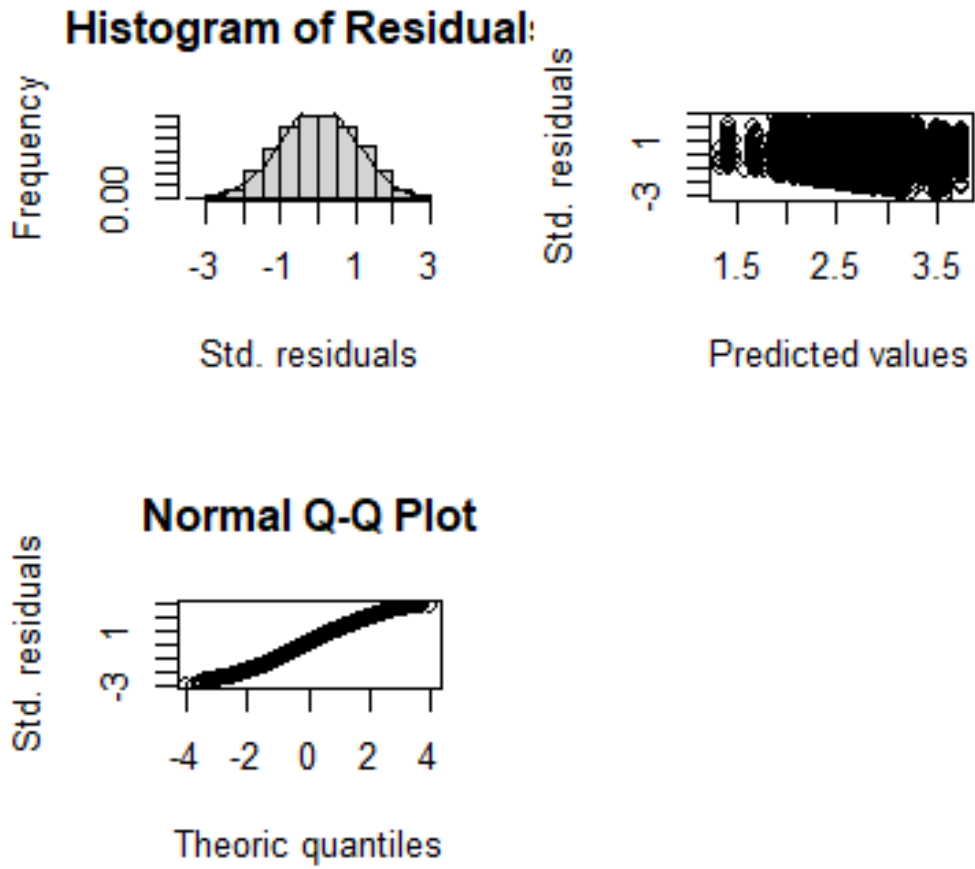 Histogram of Residuals
Frequency
0.00
-3 -1 1 3
Std. residuals
Std. residuals
-3 1
1.5 2.5 3.5
Predicted values
Normal Q-Q Plot
Std. residuals
-3 1
-4 -2 0 2 4
Theoric quantiles